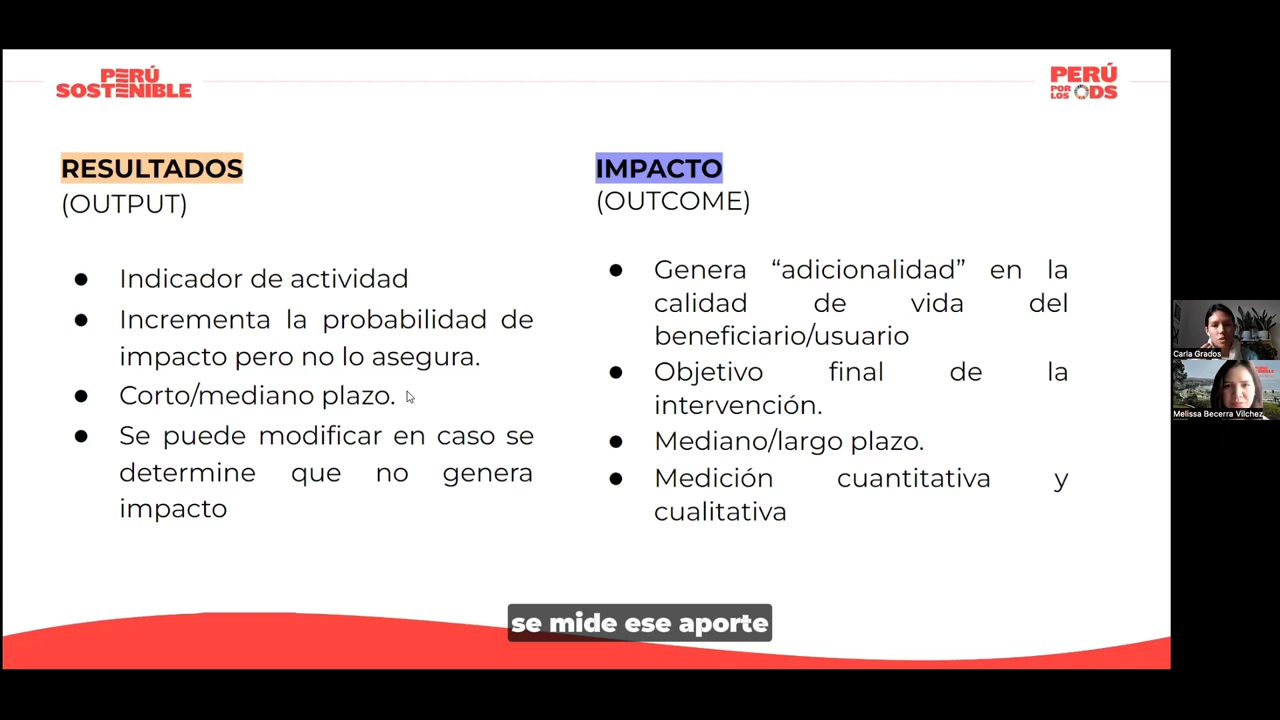 PERÚ
SOSTENIBLE
PERÚ
POR
LOS ODS
RESULTADOS
(OUTPUT)
● Indicador de actividad
● Incrementa la probabilidad de
impacto pero no lo asegura.
● Corto/mediano plazo.
● Se puede modificar en caso se
determine que no genera
impacto
IMPACTO
(OUTCOME)
● Genera “adicionalidad” en la
calidad de vida del
beneficiario/usuario
● Objetivo final de la
intervención.
● Mediano/largo plazo.
● Medición cuantitativa y
cualitativa
Carla Grados
Melissa Becerra Vilchez
se mide ese aporte